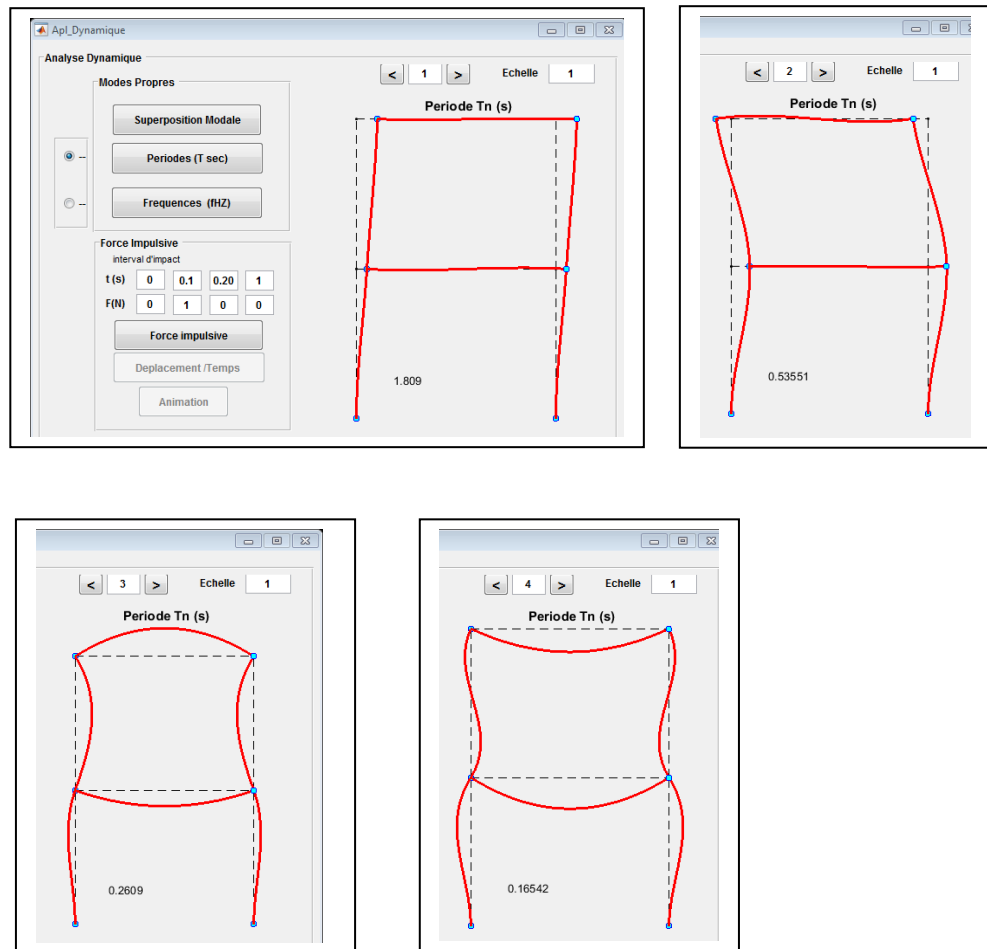 Apl_Dynamique
Analyse Dynamique
< 1 > Echelle 1
Modes Propres
Periode Tn (s)
Superposition Modale
-- Periodes (T sec)
-- Frequences (fHZ)
Force Impulsive
interval d'impact
t (s) 0 0.1 0.20 1
F(N) 0 1 0 0
Force impulsive
Deplacement /Temps
Animation
1.809
< 2 > Echelle 1
Periode Tn (s)
0.53551
< 3 > Echelle 1
Periode Tn (s)
0.2609
< 4 > Echelle 1
Periode Tn (s)
0.16542